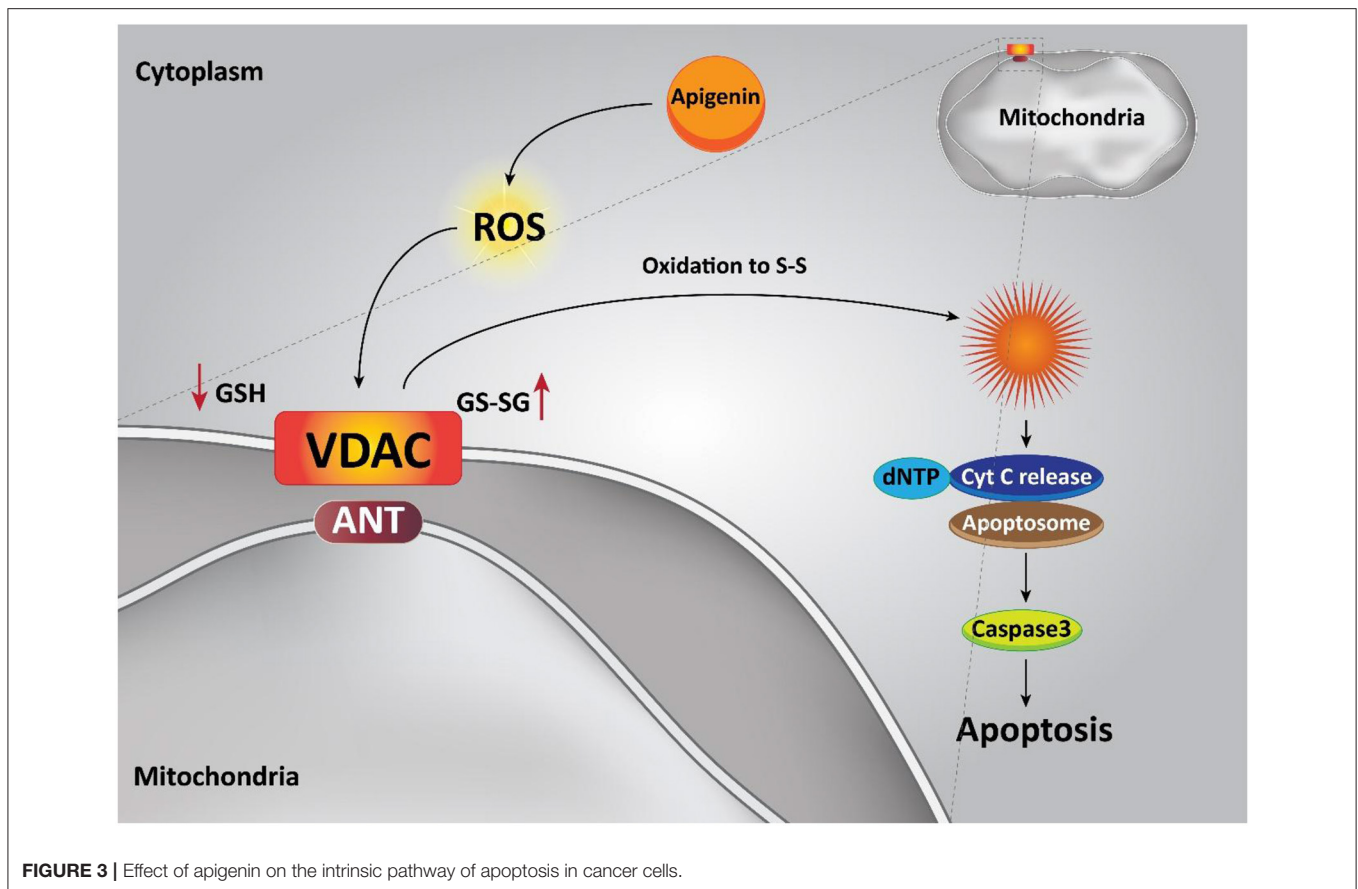 Cytoplasm
Apigenin
Mitochondria
ROS
Oxidation to S-S
GSH
GS-SG
VDAC
ANT
dNTP
Cyt C release
Apoptosome
Caspase3
Apoptosis
Mitochondria
FIGURE 3 | Effect of apigenin on the intrinsic pathway of apoptosis in cancer cells.